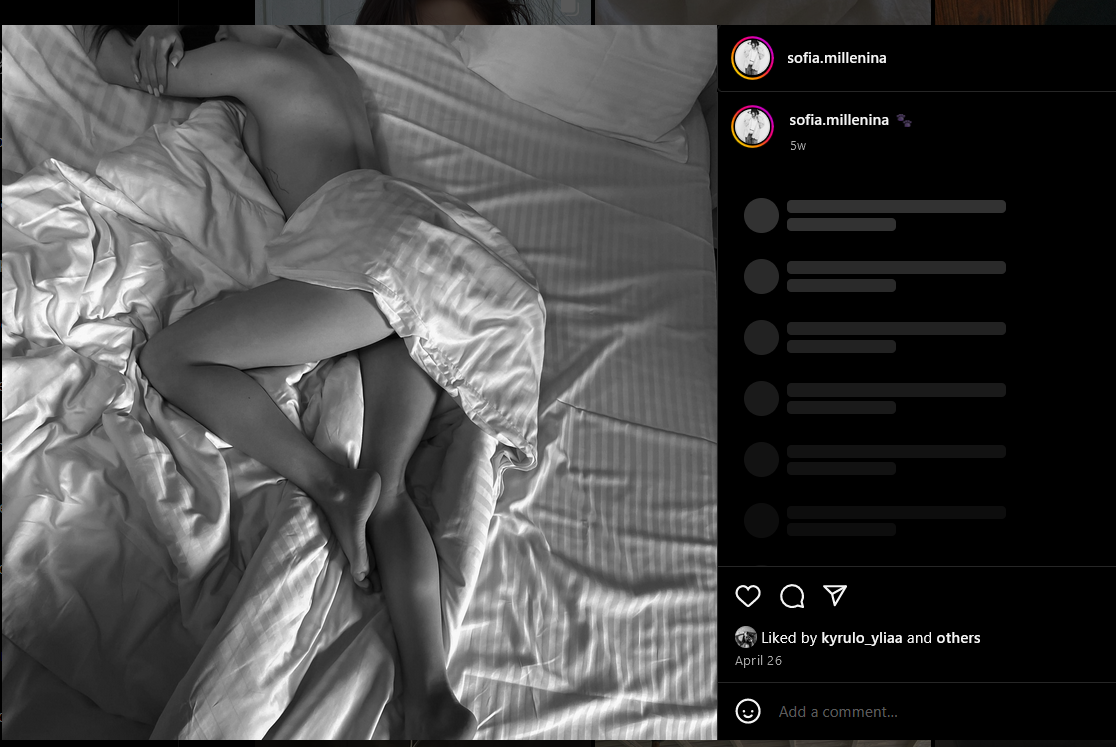 sofia.millenina
sofia.millenina 🐾
5w
Liked by kyrulo_yliaa and others
April 26
Add a comment...